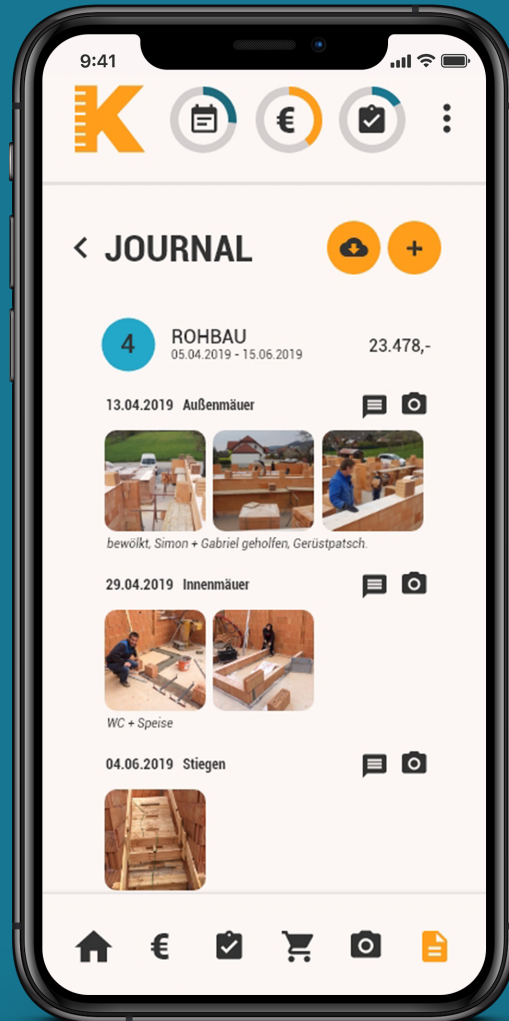 9:41
K
€
JOURNAL
+
4 ROHBAU 23.478,-
05.04.2019 - 15.06.2019
13.04.2019 Außenmäuer
bewölkt, Simon + Gabriel geholfen, Gerüstpatsch.
29.04.2019 Innenmäuer
WC + Speise
04.06.2019 Stiegen
€